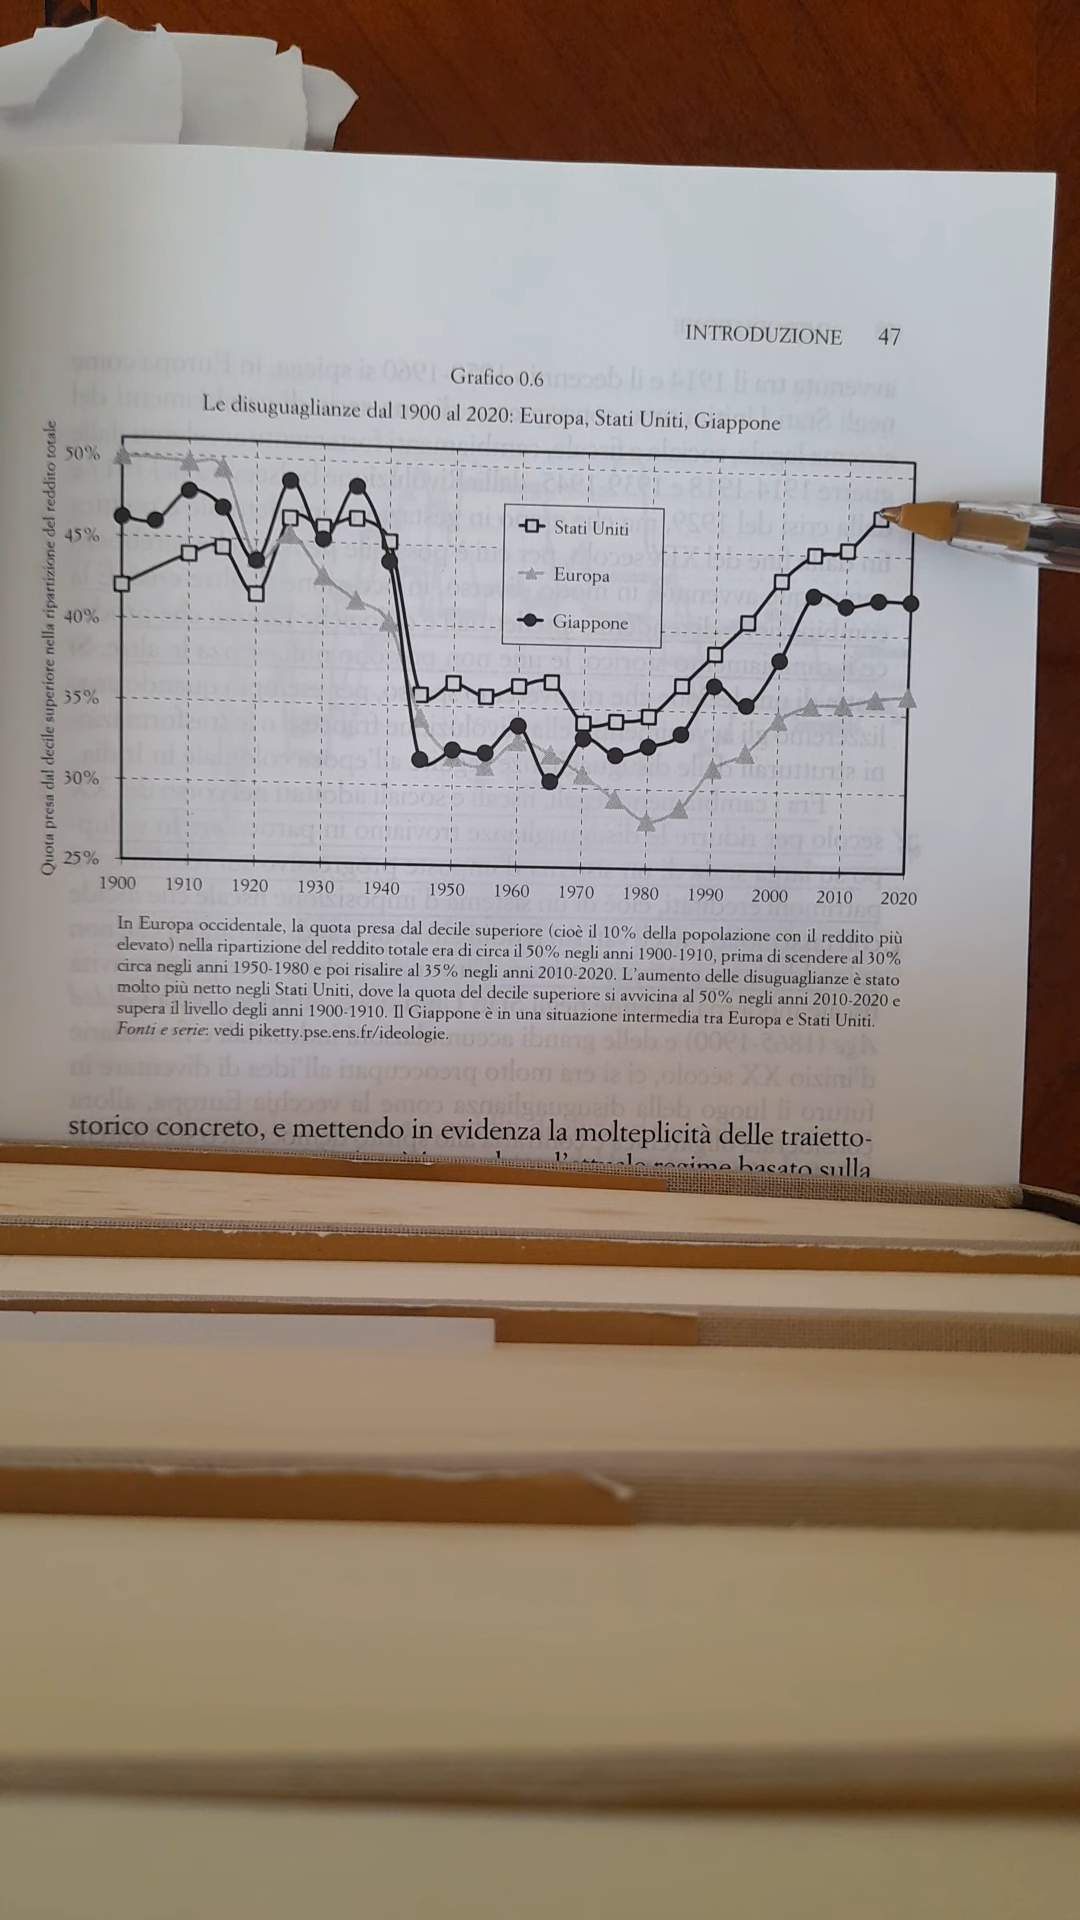 INTRODUZIONE 47
Grafico 0.6
Le disuguaglianze dal 1900 al 2020: Europa, Stati Uniti, Giappone
Quota presa dal decile superiore nella ripartizione del reddito totale
50%
45%
40%
35%
30%
25%
Stati Uniti
Europa
Giappone
1900 1910 1920 1930 1940 1950 1960 1970 1980 1990 2000 2010 2020
In Europa occidentale, la quota presa dal decile superiore (cioè il 10% della popolazione con il reddito più
elevato) nella ripartizione del reddito totale era di circa il 50% negli anni 1900-1910, prima di scendere al 30%
circa negli anni 1950-1980 e poi risalire al 35% negli anni 2010-2020. L'aumento delle disuguaglianze è stato
molto più netto negli Stati Uniti, dove la quota del decile superiore si avvicina al 50% negli anni 2010-2020 e
supera il livello degli anni 1900-1910. Il Giappone è in una situazione intermedia tra Europa e Stati Uniti.
Fonti e serie: vedi piketty.pse.ens.fr/ideologie.
storico concreto, e mettendo in evidenza la molteplicità delle traietto-
regime basato sulla